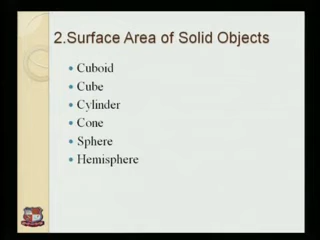 2.Surface Area of Solid Objects
Cuboid
Cube
Cylinder
Cone
Sphere
Hemisphere